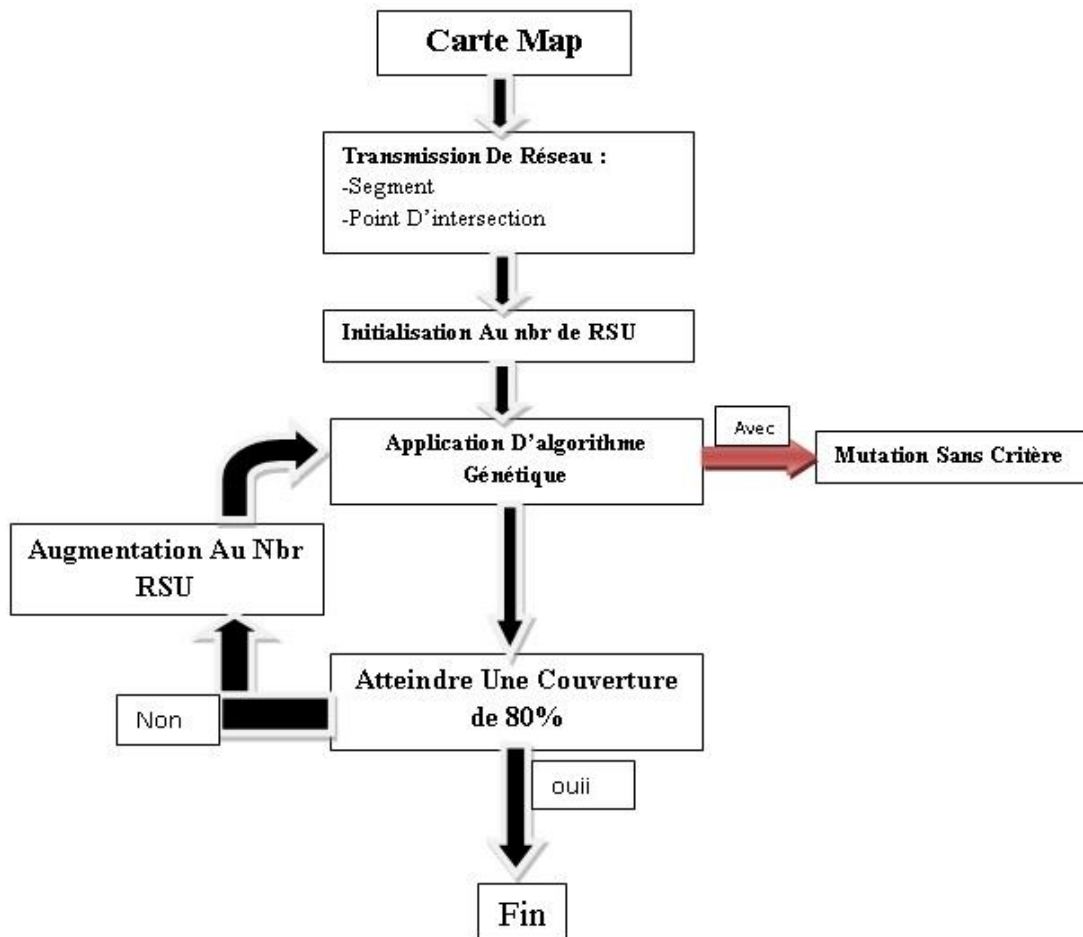 Carte Map
Transmission De Réseau :
-Segment
-Point D'intersection
Initialisation Au nbr de RSU
Application D'algorithme
Génétique
Avec
Mutation Sans Critère
Augmentation Au Nbr
RSU
Atteindre Une Couverture
de 80%
Non
ouii
Fin